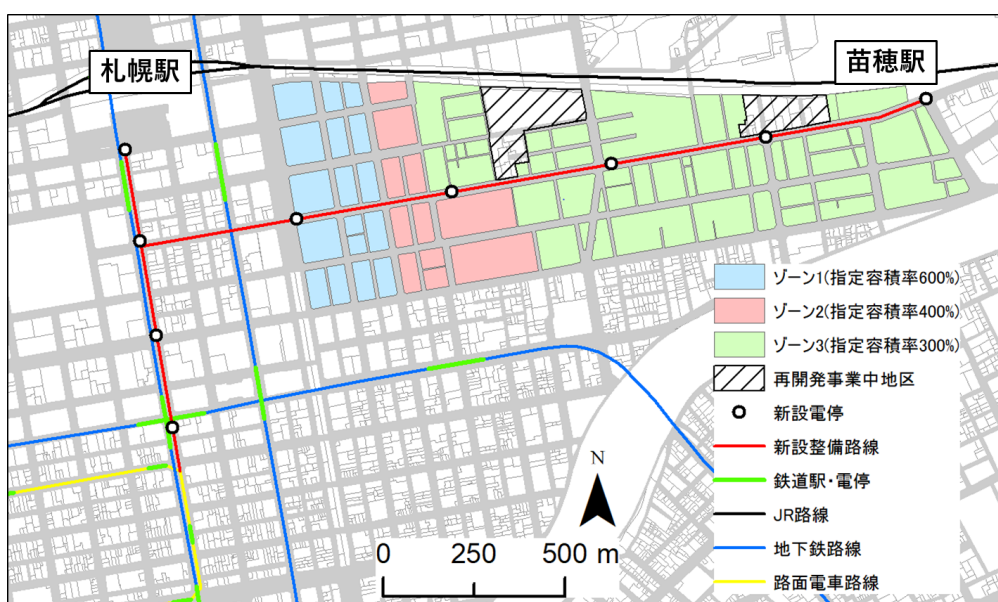 札幌駅
苗穂駅
ゾーン1(指定容積率600%)
ゾーン2(指定容積率400%)
ゾーン3(指定容積率300%)
再開発事業中地区
新設電停
新設整備路線
鉄道駅・電停
JR路線
地下鉄路線
路面電車路線
N
0 250 500 m